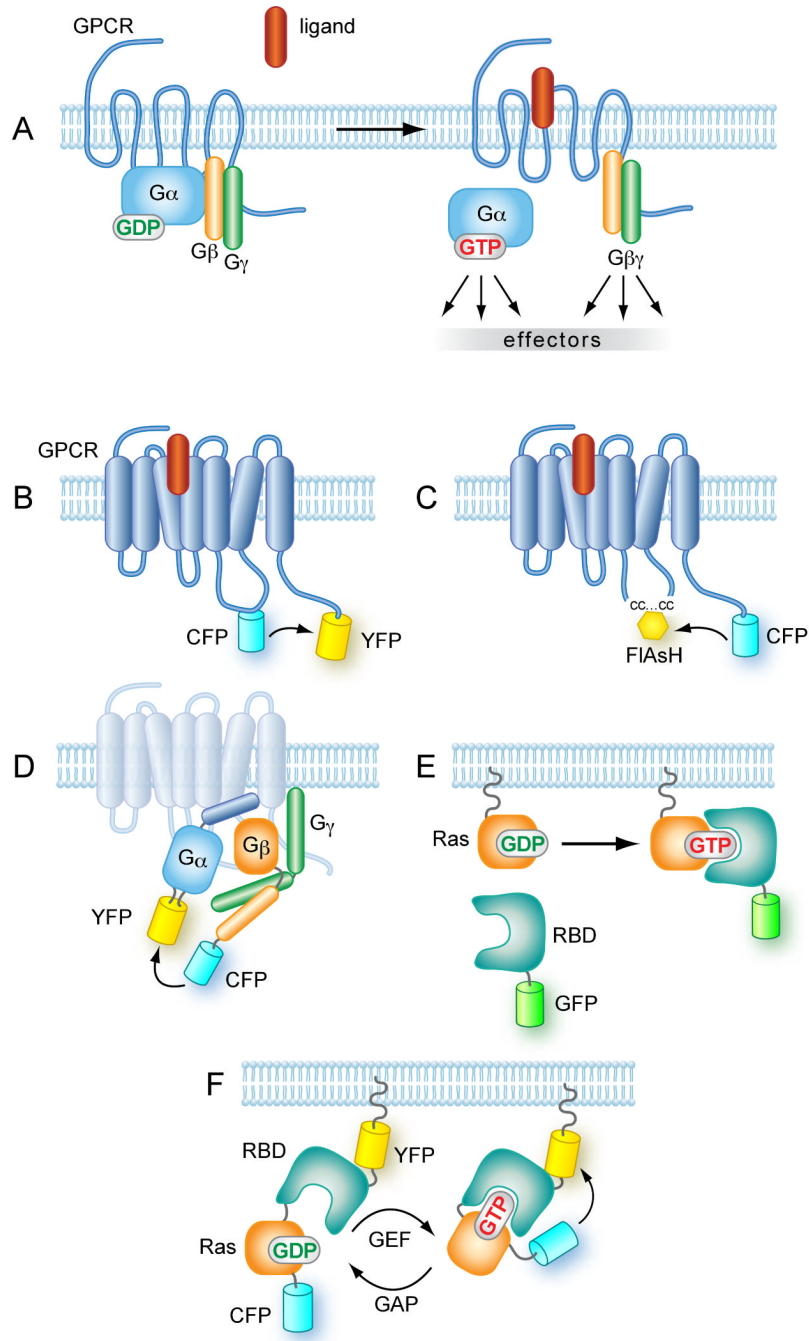 GPCR
ligand
A
Gα
GDP
Gβ
Gγ
Gα
GTP
Gβγ
effectors
B
GPCR
CFP
YFP
C
cc...cc
FlAsH
CFP
D
Gα
Gβ
Gγ
YFP
CFP
E
Ras
GDP
GTP
RBD
GFP
F
RBD
YFP
Ras
GDP
GEF
GTP
GAP
CFP